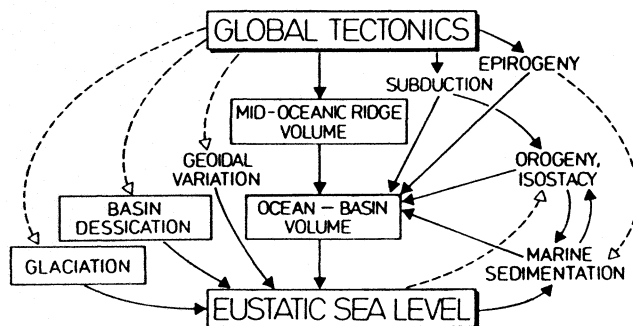 GLOBAL TECTONICS
EPIROGENY
SUBDUCTION
MID-OCEANIC RIDGE
VOLUME
GEOIDAL
VARIATION
OROGENY,
ISOSTACY
BASIN
DESSICATION
OCEAN – BASIN
VOLUME
GLACIATION
MARINE
SEDIMENTATION
EUSTATIC SEA LEVEL